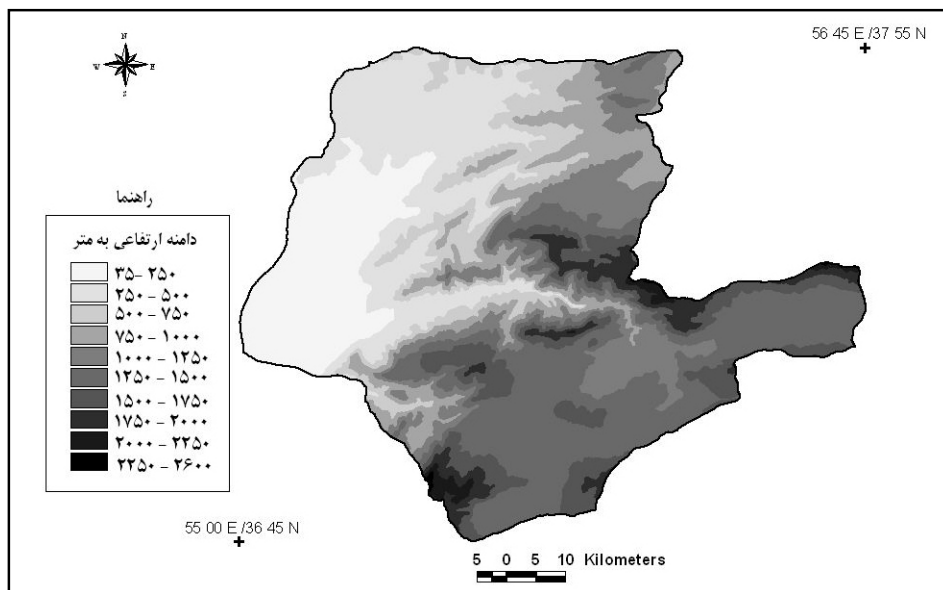 56 45 E /37 55 N
N
W E
S
راهنما
دامنه ارتفاعی به متر
۳۵- ۲۵۰
۲۵۰ - ۵۰۰
۵۰۰ - ۷۵۰
۷۵۰ - ۱۰۰۰
۱۰۰۰ - ۱۲۵۰
۱۲۵۰ - ۱۵۰۰
۱۵۰۰ - ۱۷۵۰
۱۷۵۰ - ۲۰۰۰
۲۰۰۰ - ۲۲۵۰
۲۲۵۰ - ۲۶۰۰
55 00 E /36 45 N
5 0 5 10 Kilometers